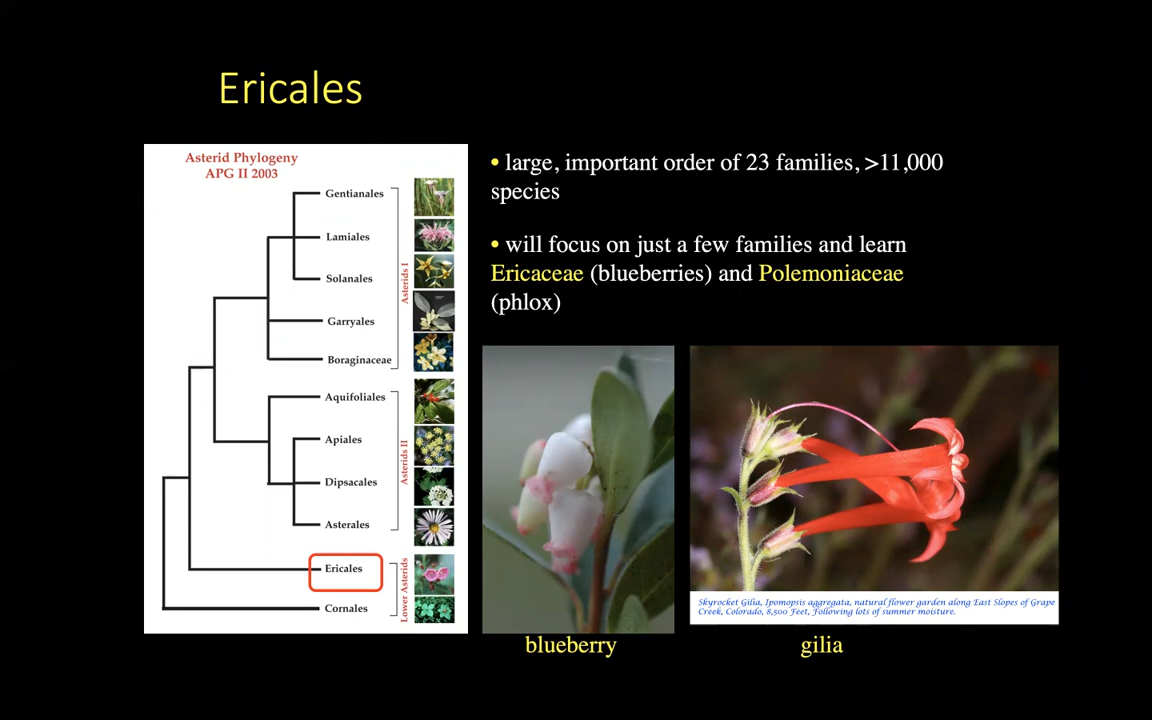 Ericales
Asterid Phylogeny
APG II 2003
Gentianales
Lamiales
Solanales
Garryales
Boraginaceae
Asterids I
Aquifoliales
Apiales
Dipsacales
Asterales
Asterids II
Ericales
Cornales
Lower Asterids
• large, important order of 23 families, >11,000
species
• will focus on just a few families and learn
Ericaceae (blueberries) and Polemoniaceae
(phlox)
Skyrocket Gilia, Ipomopsis aggregata, natural flower garden along East Slopes of Grape
Creek, Colorado, 8,500 Feet, Following lots of summer moisture.
blueberry
gilia